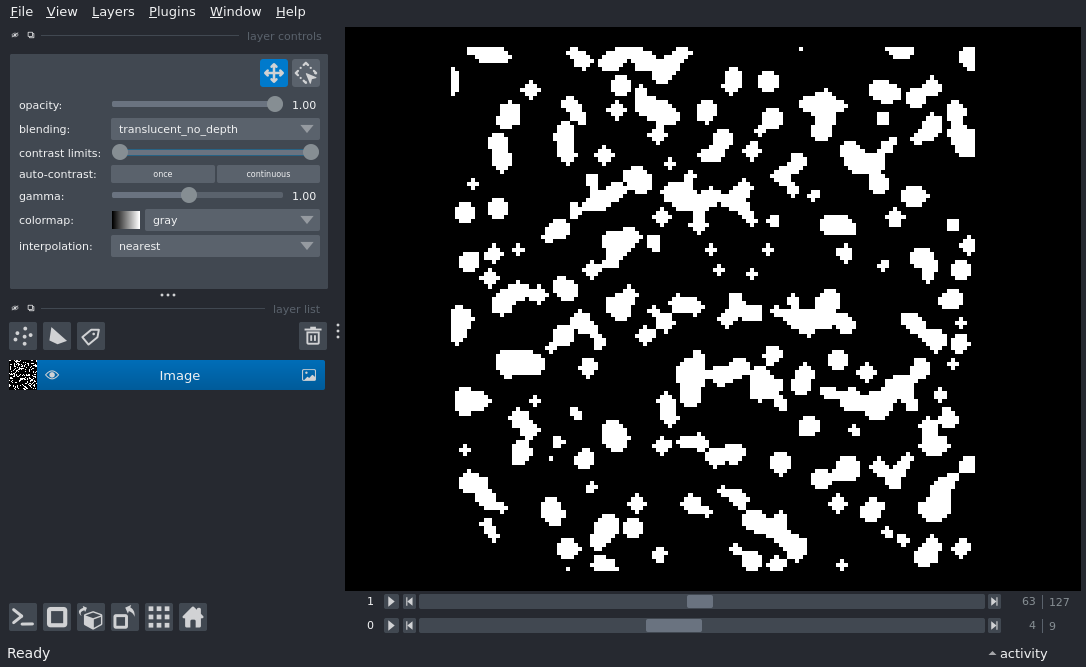 File View Layers Plugins Window Help
layer controls
opacity: 1.00
blending: translucent_no_depth
contrast limits:
auto-contrast: once continuous
gamma: 1.00
colormap: gray
interpolation: nearest
layer list
Image
1 63 127
0 4 9
Ready activity